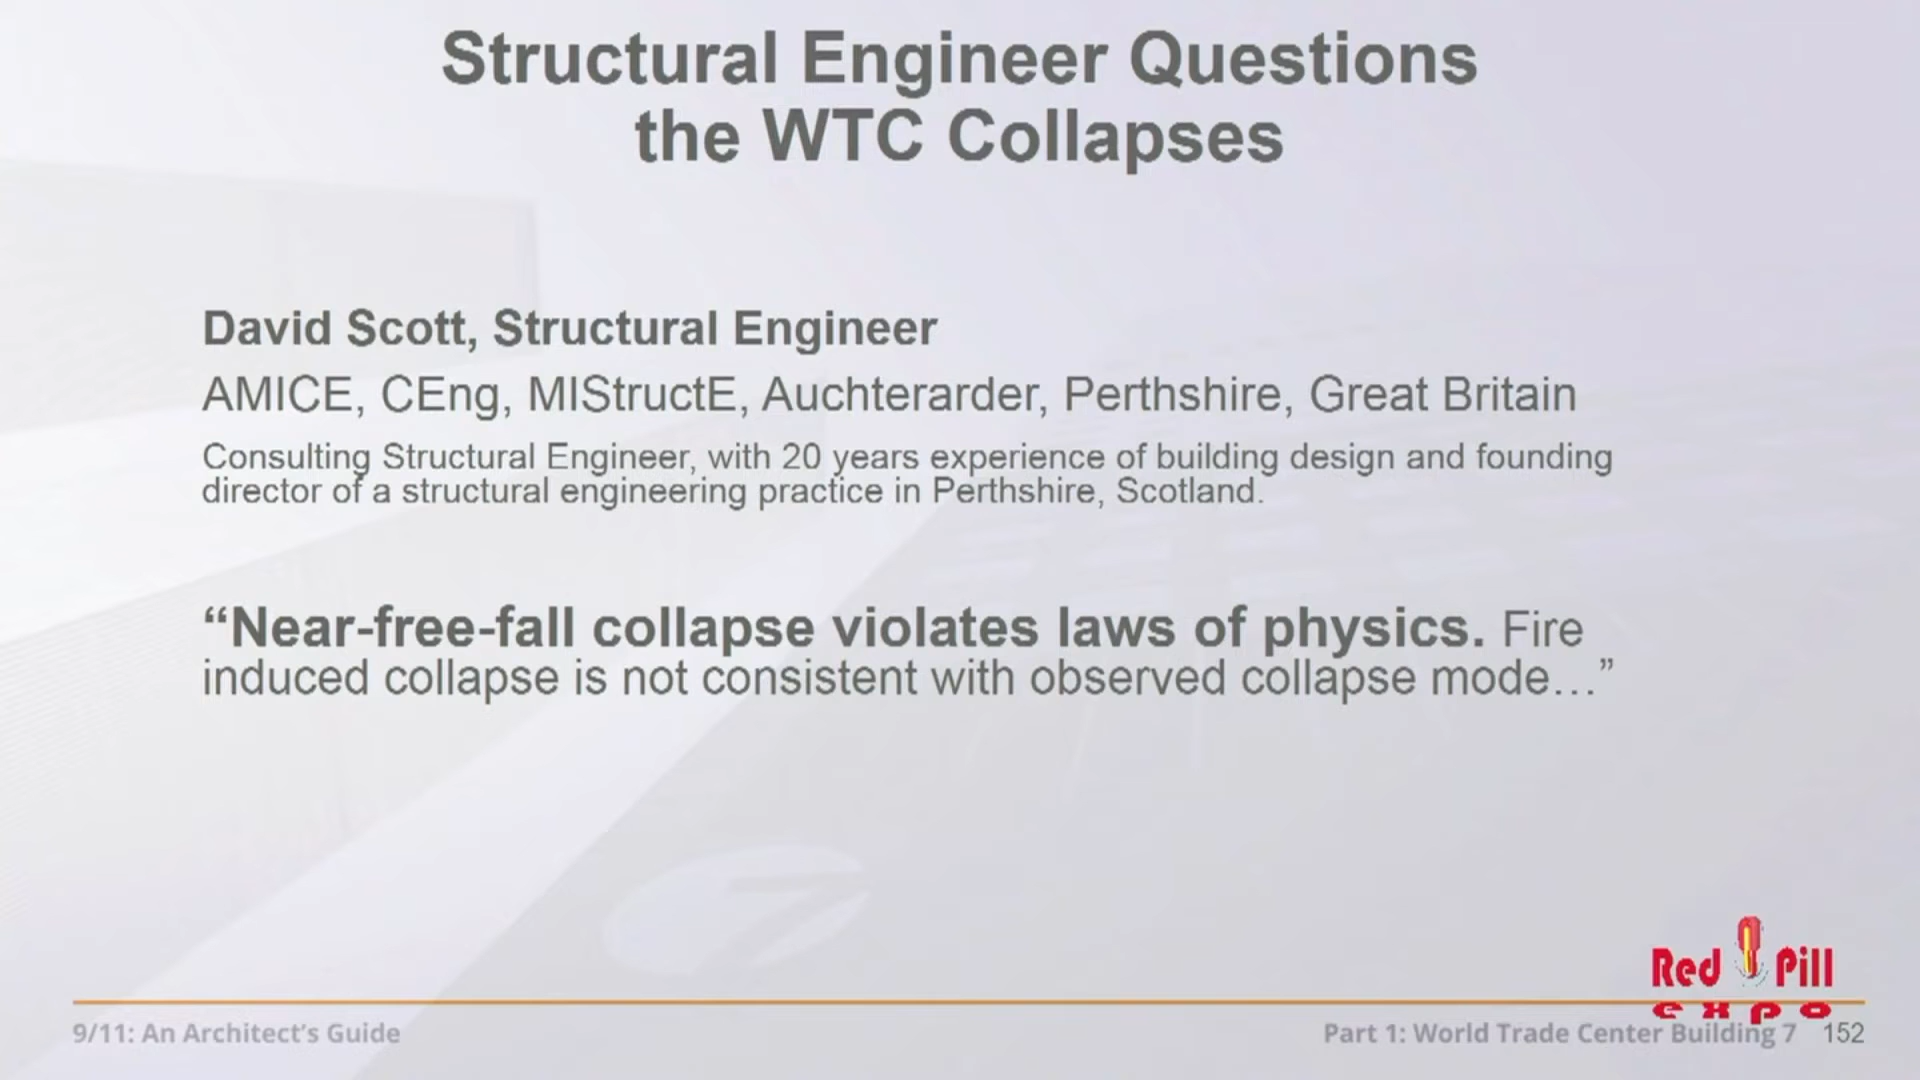 Structural Engineer Questions
the WTC Collapses
David Scott, Structural Engineer
AMICE, CEng, MIStructE, Auchterarder, Perthshire, Great Britain
Consulting Structural Engineer, with 20 years experience of building design and founding
director of a structural engineering practice in Perthshire, Scotland.
“Near-free-fall collapse violates laws of physics. Fire
induced collapse is not consistent with observed collapse mode…”
Red Pill
expo
9/11: An Architect’s Guide
Part 1: World Trade Center Building 7 152